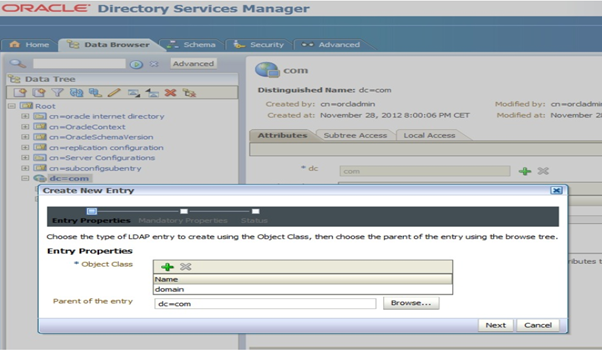 ORACLE Directory Services Manager
Home Data Browser Schema Security Advanced
Advanced
Data Tree
Root
cn=oracle internet directory
cn=OracleContext
cn=OracleSchemaVersion
cn=replication configuration
cn=Server Configurations
cn=subconfigsubentry
dc=com
com
Distinguished Name: dc=com
Created by: cn=orcladmin Modified by: cn=orcladmin
Created at: November 28, 2012 8:00:06 PM CET Modified at: November 28
Attributes Subtree Access Local Access
* dc com
Create New Entry
Entry Properties Mandatory Properties Status
Choose the type of LDAP entry to create using the Object Class, then choose the parent of the entry using the browse tree.
Entry Properties
* Object Class
Name
domain
Parent of the entry dc=com Browse...
Next Cancel